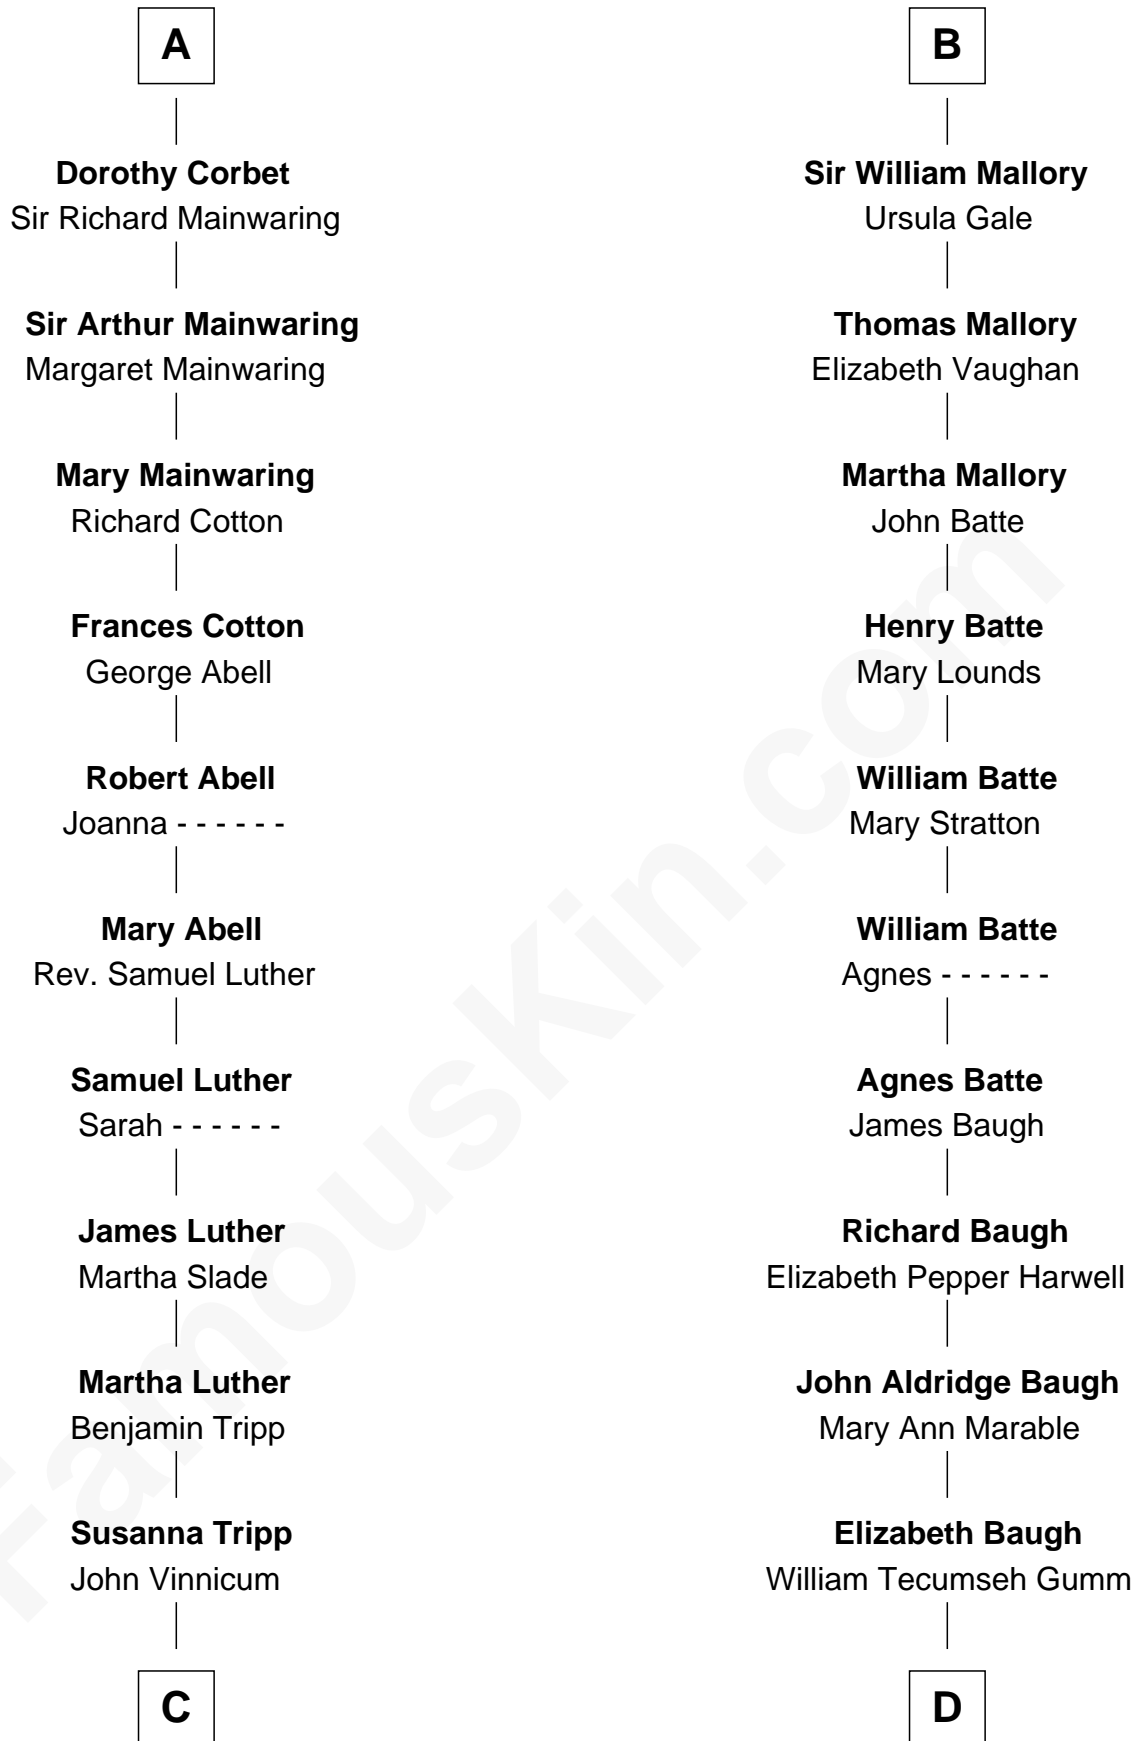 A
Dorothy Corbet
Sir Richard Mainwaring
Sir Arthur Mainwaring
Margaret Mainwaring
Mary Mainwaring
Richard Cotton
Frances Cotton
George Abell
Robert Abell
Joanna - - - - - -
Mary Abell
Rev. Samuel Luther
Samuel Luther
Sarah - - - - - -
James Luther
Martha Slade
Martha Luther
Benjamin Tripp
Susanna Tripp
John Vinnicum
C
B
Sir William Mallory
Ursula Gale
Thomas Mallory
Elizabeth Vaughan
Martha Mallory
John Batte
Henry Batte
Mary Lounds
William Batte
Mary Stratton
William Batte
Agnes - - - - - -
Agnes Batte
James Baugh
Richard Baugh
Elizabeth Pepper Harwell
John Aldridge Baugh
Mary Ann Marable
Elizabeth Baugh
William Tecumseh Gumm
D
FamousKin.com